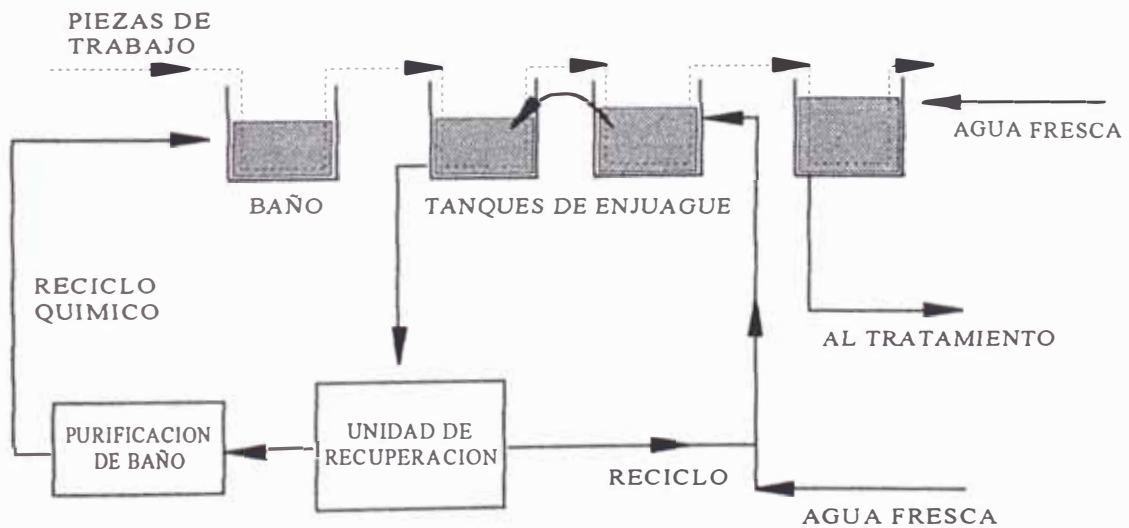 PIEZAS DE
TRABAJO
AGUA FRESCA
BAÑO
TANQUES DE ENJUAGUE
RECICLO
QUIMICO
AL TRATAMIENTO
PURIFICACION
DE BAÑO
UNIDAD DE
RECUPERACION
RECICLO
AGUA FRESCA